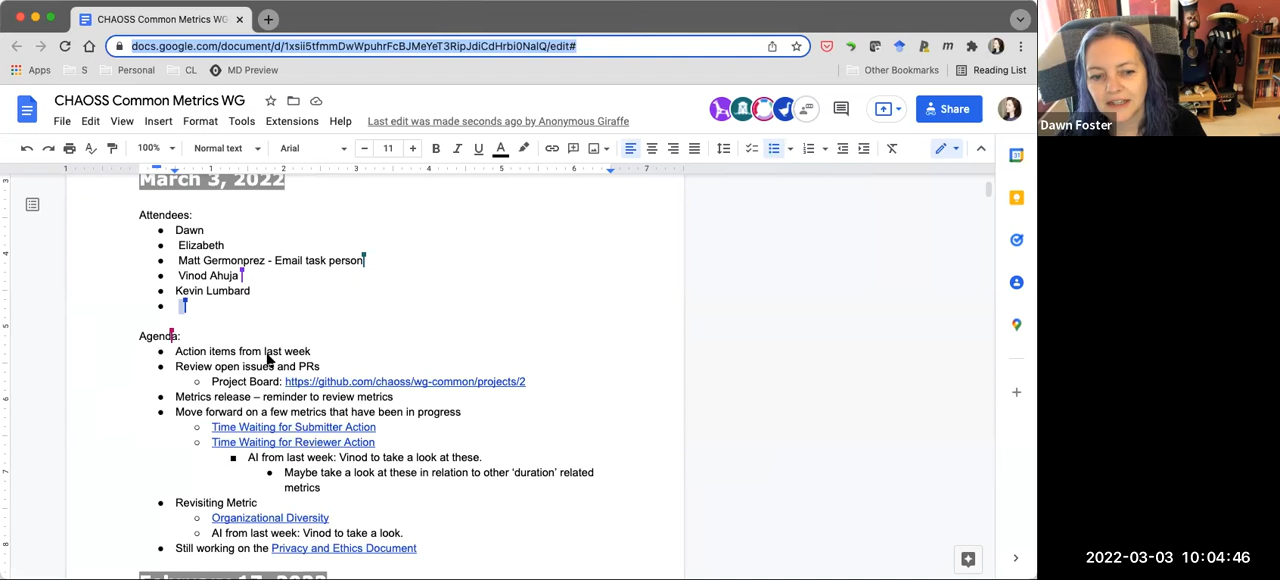 CHAOSS Common Metrics WG
docs.google.com/document/d/1xsii5tfmmDwWpuhrFcBJMeYeT3RipJdiCdHrbi0NaIQ/edit#
Apps
S
Personal
CL
MD Preview
Other Bookmarks
Reading List
CHAOSS Common Metrics WG
File Edit View Insert Format Tools Extensions Help
Last edit was made seconds ago by Anonymous Giraffe
Share
100% Normal text Arial 11
March 3, 2022
Attendees:
● Dawn
● Elizabeth
● Matt Germonprez - Email task person
● Vinod Ahuja
● Kevin Lumbard
Agenda:
● Action items from last week
● Review open issues and PRs
○ Project Board: https://github.com/chaoss/wg-common/projects/2
● Metrics release – reminder to review metrics
● Move forward on a few metrics that have been in progress
○ Time Waiting for Submitter Action
○ Time Waiting for Reviewer Action
■ AI from last week: Vinod to take a look at these.
● Maybe take a look at these in relation to other ‘duration’ related
metrics
● Revisiting Metric
○ Organizational Diversity
○ AI from last week: Vinod to take a look.
● Still working on the Privacy and Ethics Document
February 17, 2022
Dawn Foster
2022-03-03 10:04:46